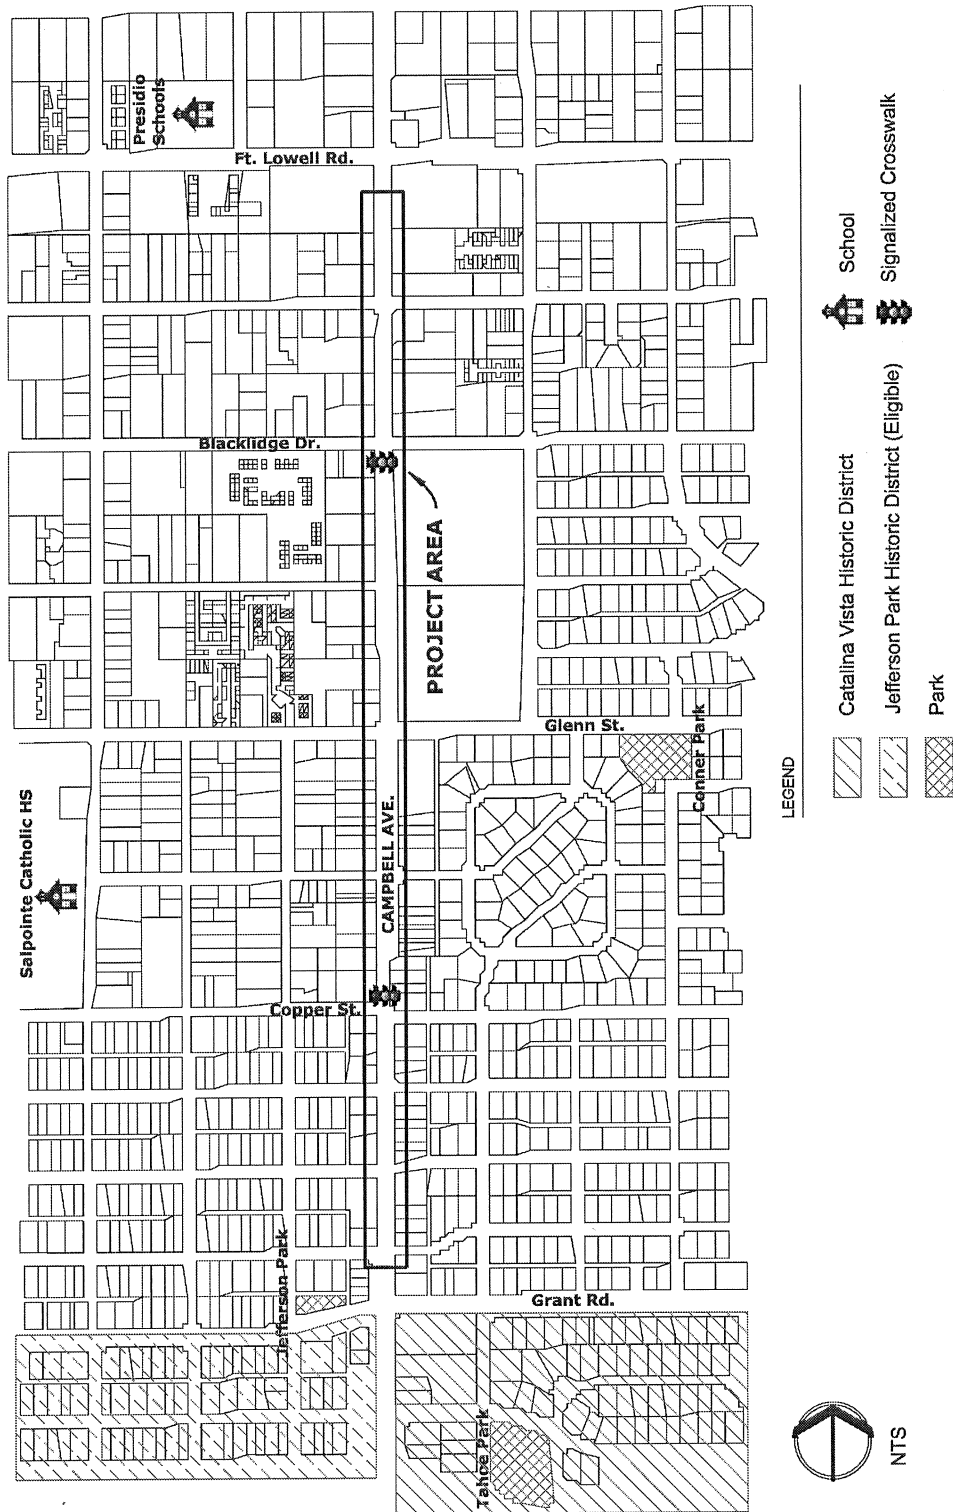 Presidio
Schools
Ft. Lowell Rd.
Blacklidge Dr.
PROJECT AREA
Salpointe Catholic HS
Glenn St.
Conner Park
CAMPBELL AVE.
Copper St.
Jefferson Park
Grant Rd.
Tahoe Park
NTS
LEGEND
Catalina Vista Historic District
Jefferson Park Historic District (Eligible)
Park
School
Signalized Crosswalk